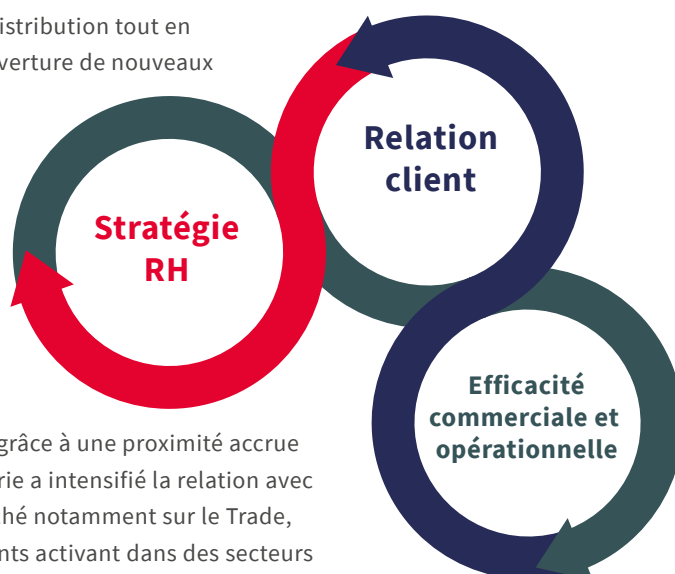 istribution tout en
verture de nouveaux
Relation
client
Stratégie
RH
Efficacité
commerciale et
opérationnelle
grâce à une proximité accrue
rie a intensifié la relation avec
ché notamment sur le Trade,
nts activant dans des secteurs